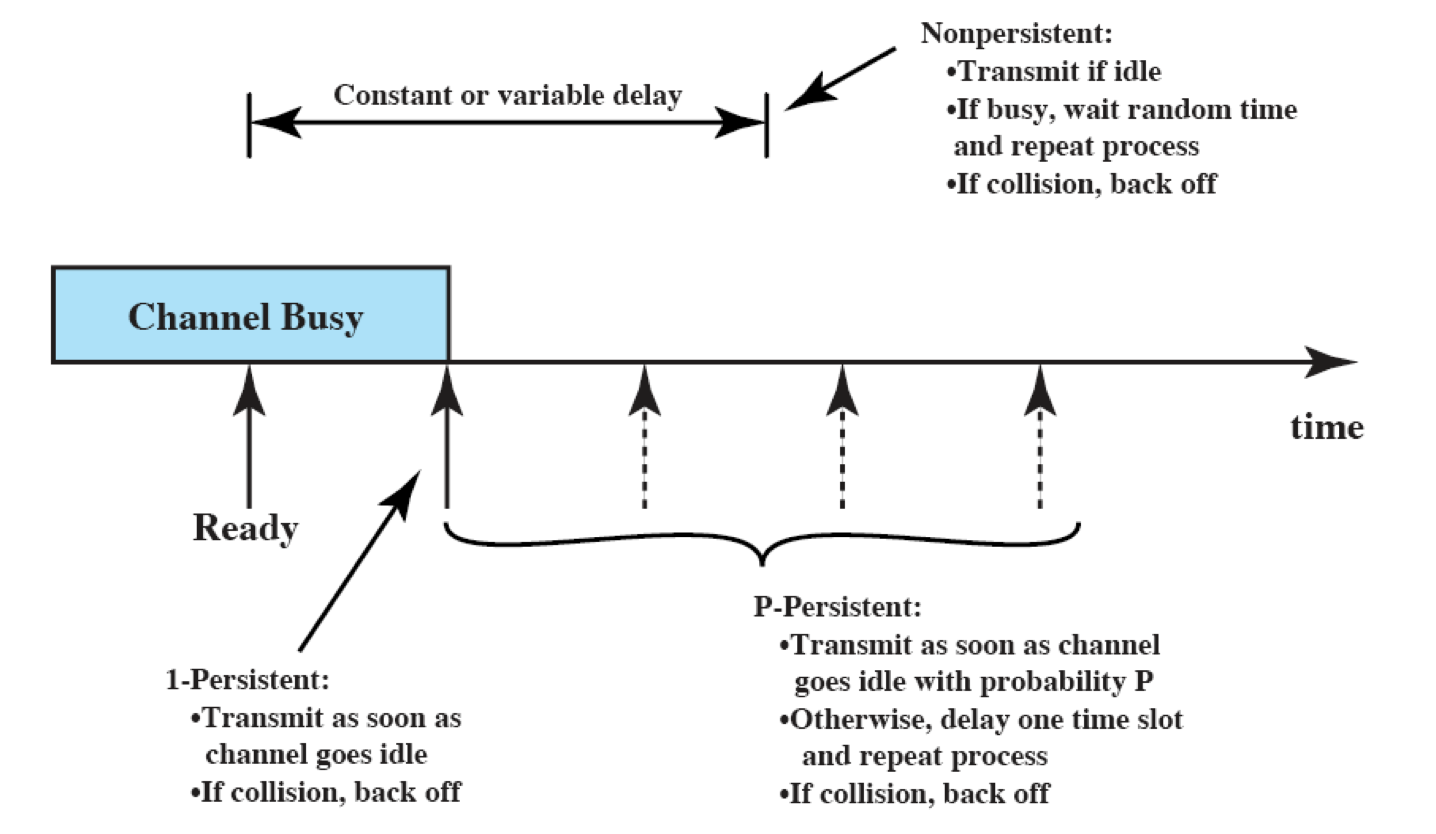 Nonpersistent:
•Transmit if idle
•If busy, wait random time
and repeat process
•If collision, back off
Constant or variable delay
Channel Busy
time
Ready
1-Persistent:
•Transmit as soon as
channel goes idle
•If collision, back off
P-Persistent:
•Transmit as soon as channel
goes idle with probability P
•Otherwise, delay one time slot
and repeat process
•If collision, back off